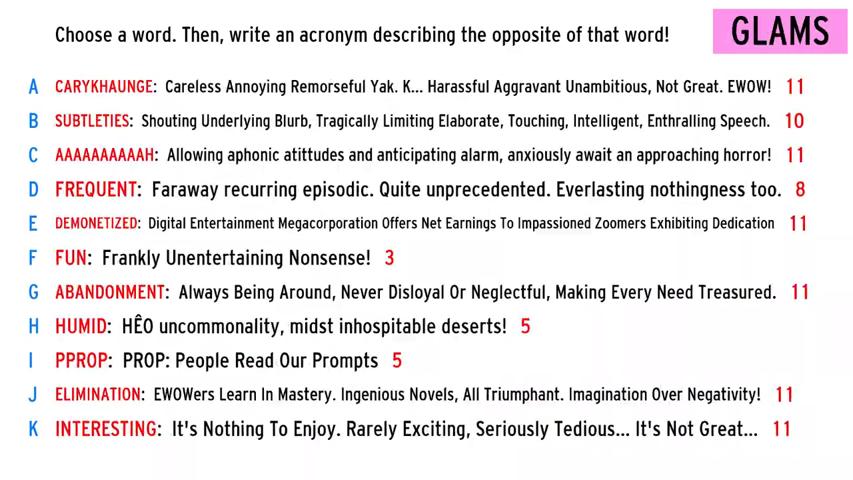 Choose a word. Then, write an acronym describing the opposite of that word!
GLAMS
A CARYKHAUNGE: Careless Annoying Remorseful Yak. K... Harassful Aggravant Unambitious, Not Great. EWOW! 11
B SUBTLETIES: Shouting Underlying Blurb, Tragically Limiting Elaborate, Touching, Intelligent, Enthralling Speech. 10
C AAAAAAAAAAH: Allowing aphonic atittudes and anticipating alarm, anxiously await an approaching horror! 11
D FREQUENT: Faraway recurring episodic. Quite unprecedented. Everlasting nothingness too. 8
E DEMONETIZED: Digital Entertainment Megacorporation Offers Net Earnings To Impassioned Zoomers Exhibiting Dedication 11
F FUN: Frankly Unentertaining Nonsense! 3
G ABANDONMENT: Always Being Around, Never Disloyal Or Neglectful, Making Every Need Treasured. 11
H HUMID: HÊO uncommonality, midst inhospitable deserts! 5
I PPROP: PROP: People Read Our Prompts 5
J ELIMINATION: EWOWers Learn In Mastery. Ingenious Novels, All Triumphant. Imagination Over Negativity! 11
K INTERESTING: It's Nothing To Enjoy. Rarely Exciting, Seriously Tedious... It's Not Great... 11